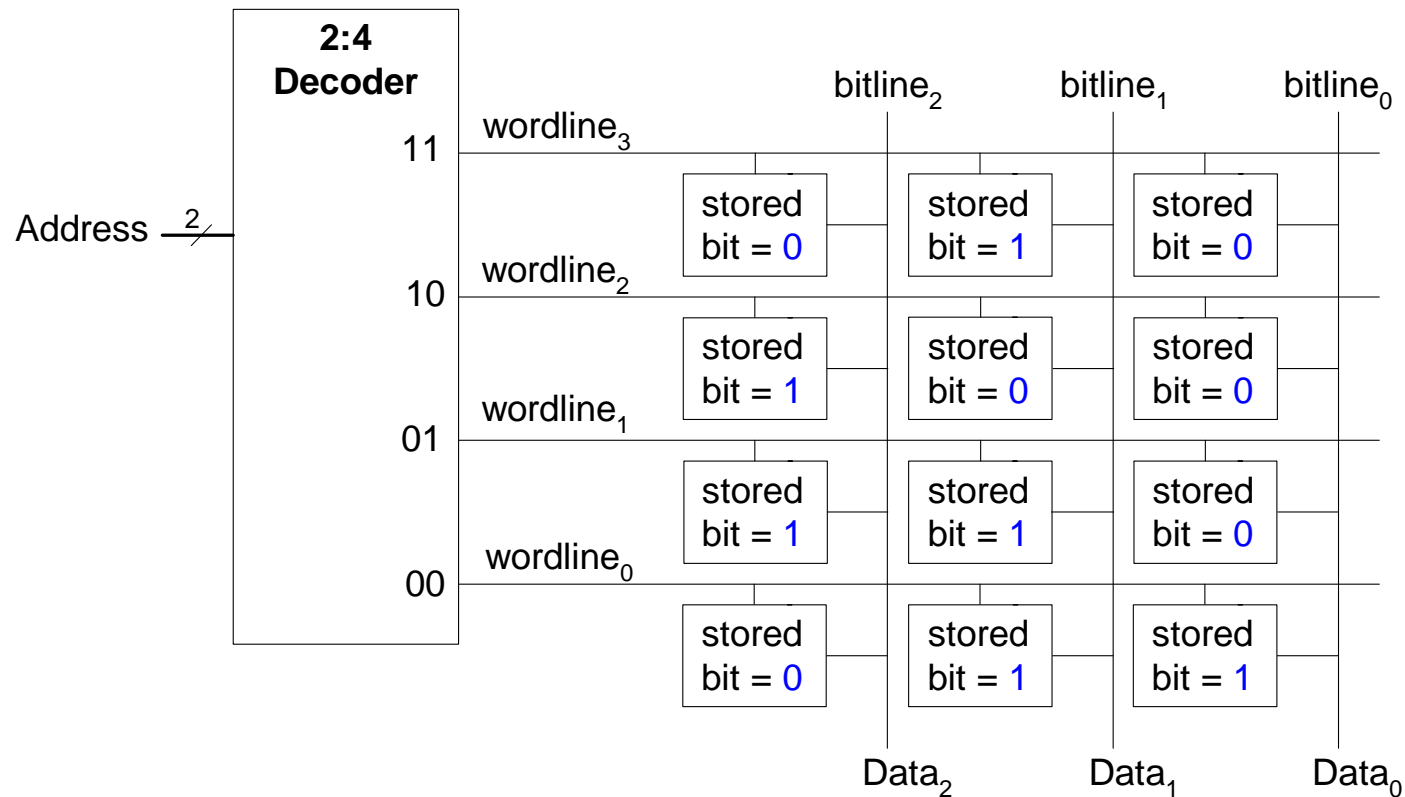 2:4
Decoder
bitline2 bitline1 bitline0
wordline3
11
stored stored stored
bit = 0 bit = 1 bit = 0
Address 2
wordline2
10
stored stored stored
bit = 1 bit = 0 bit = 0
wordline1
01
stored stored stored
bit = 1 bit = 1 bit = 0
wordline0
00
stored stored stored
bit = 0 bit = 1 bit = 1
Data2 Data1 Data0